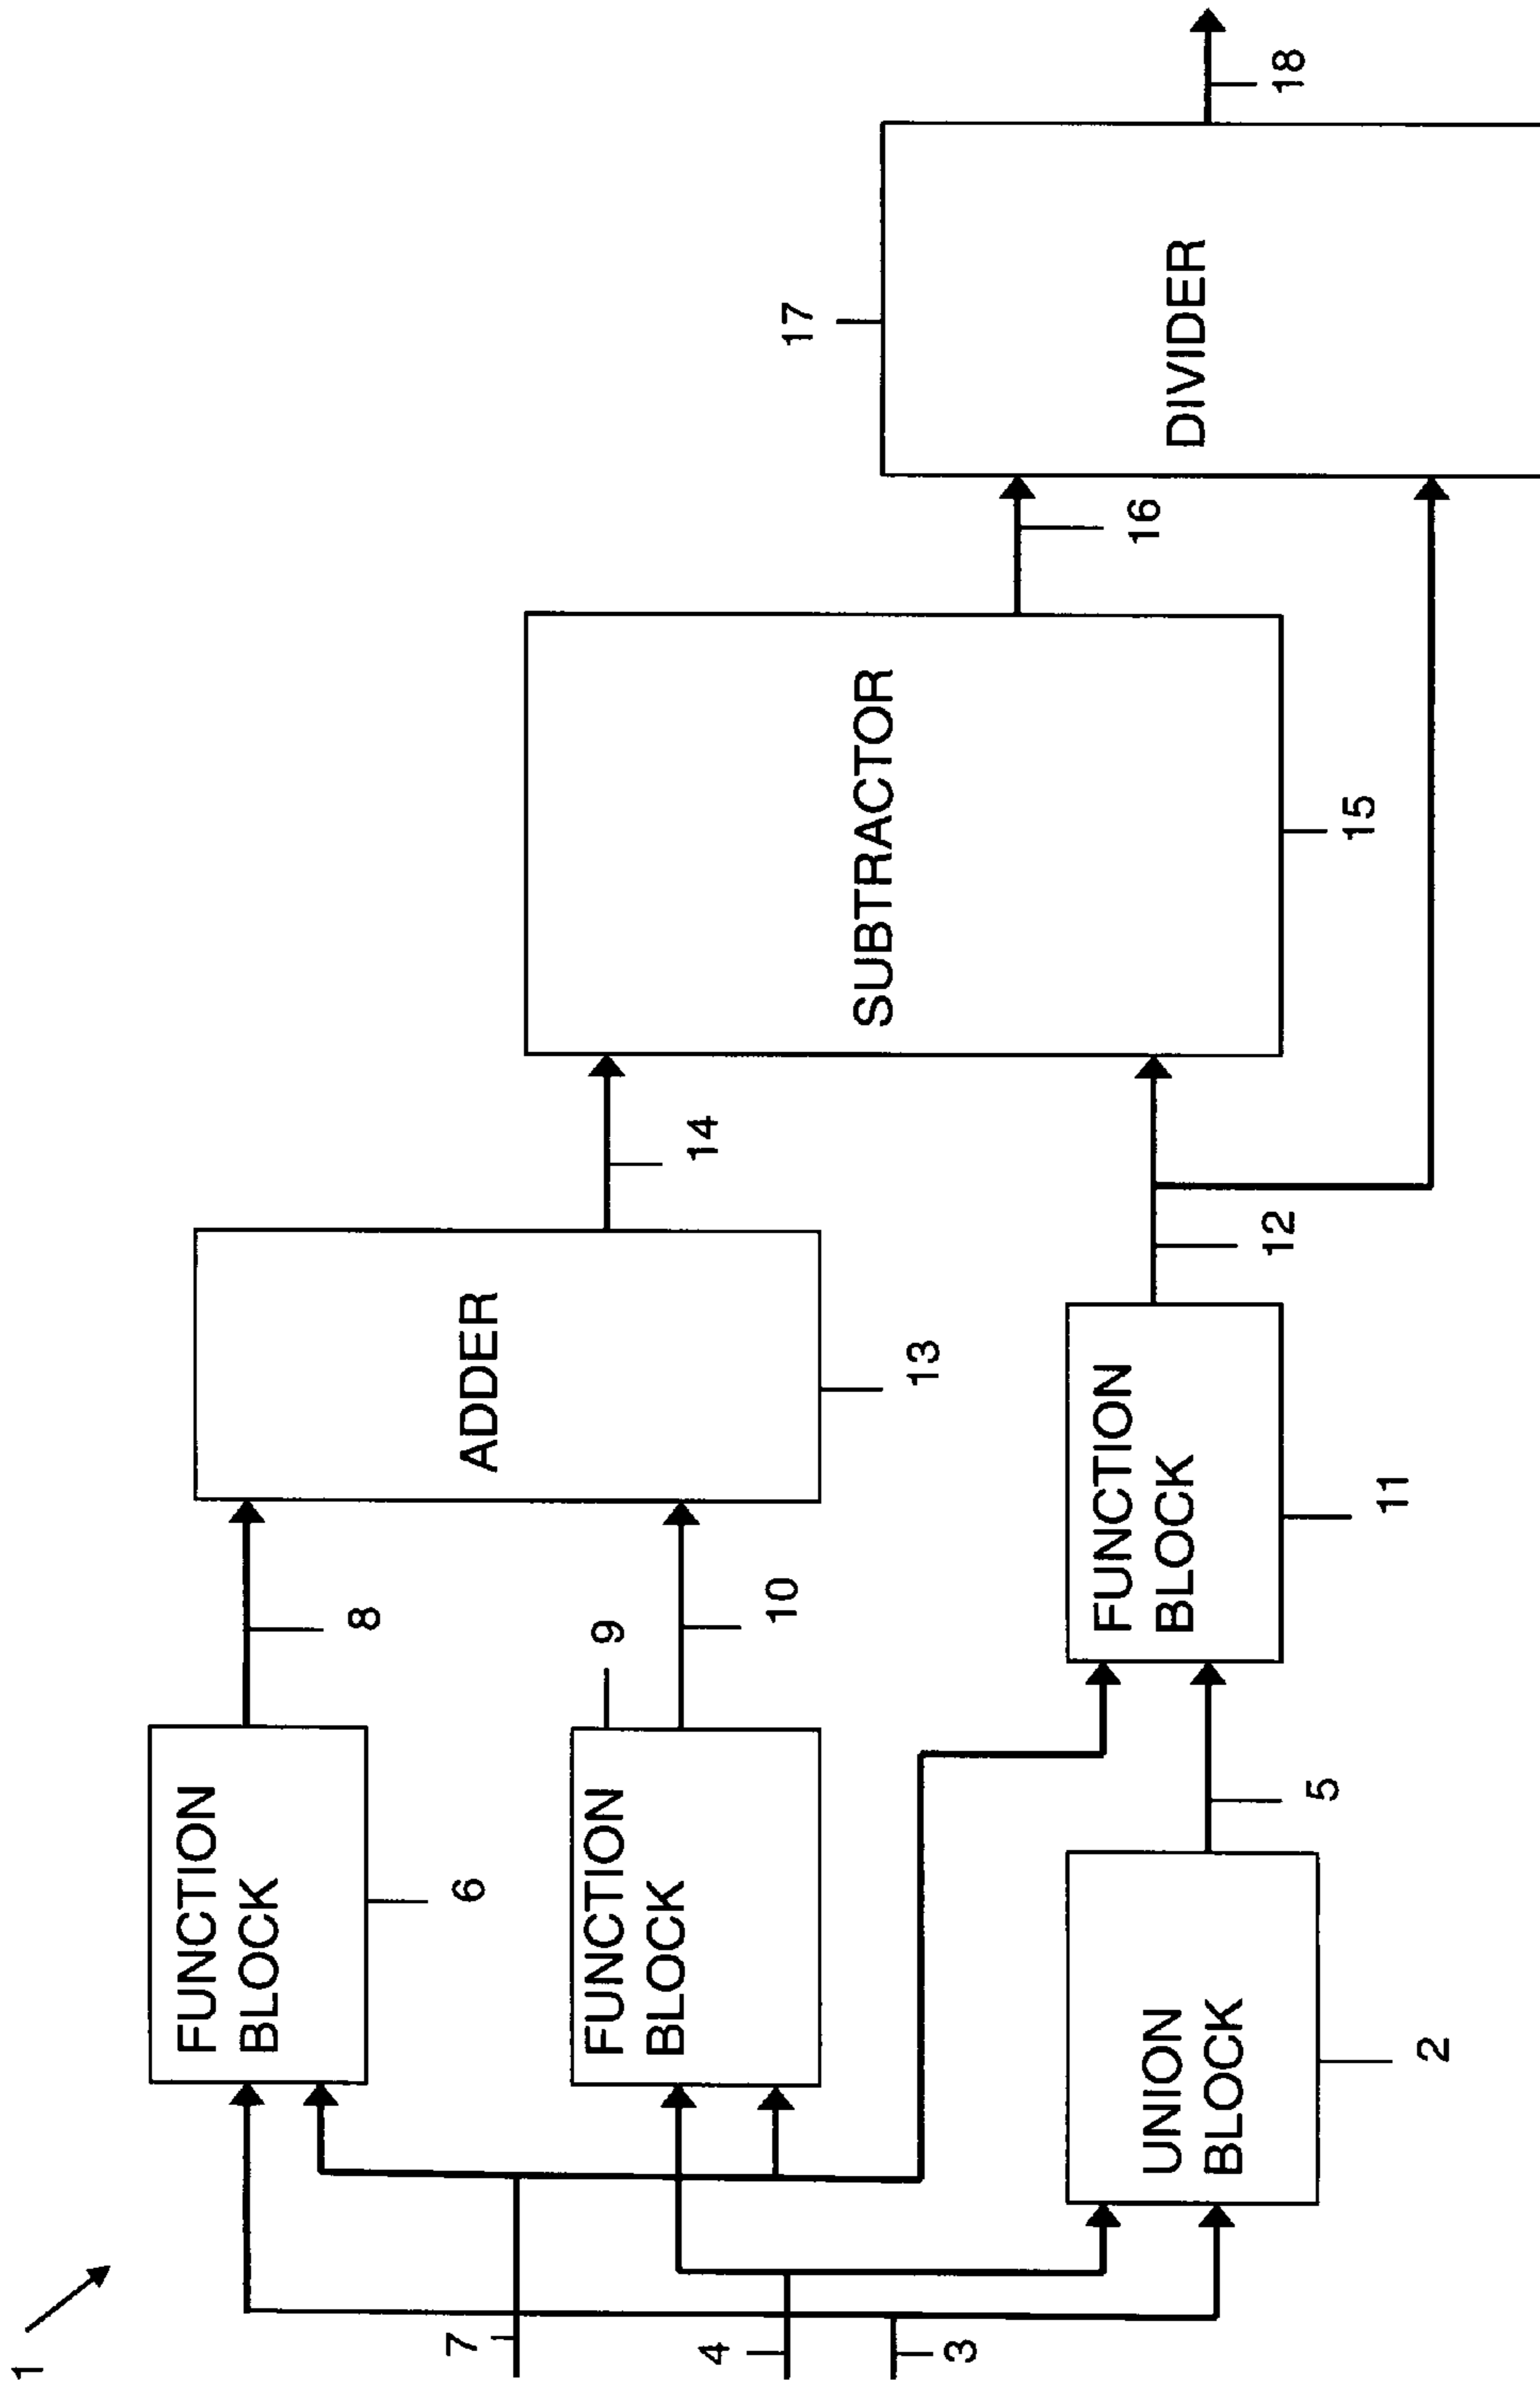 1
7
4
3
FUNCTION
BLOCK
6
8
FUNCTION
BLOCK
9
10
UNION
BLOCK
2
5
FUNCTION
BLOCK
11
12
ADDER
13
14
SUBTRACTOR
15
16
DIVIDER
17
18